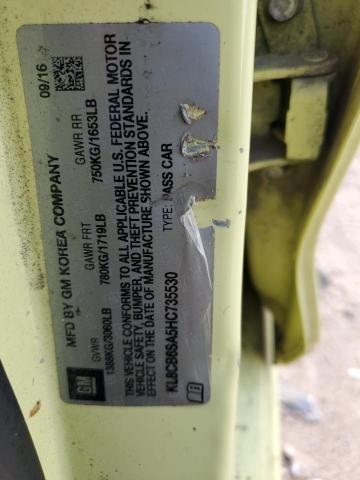 MFD BY GM KOREA COMPANY
09/16
GVWR
GAWR FRT
GAWR RR
1388KG/3060LB
780KG/1719LB
750KG/1653LB
THIS VEHICLE CONFORMS TO ALL APPLICABLE U.S. FEDERAL MOTOR
VEHICLE SAFETY, BUMPER, AND THEFT PREVENTION STANDARDS IN
EFFECT ON THE DATE OF MANUFACTURE SHOWN ABOVE.
KL8CB6SA5HC735530
TYPE: PASS CAR
GM